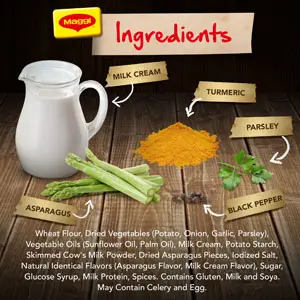 Maggi
Ingredients
MILK CREAM
TURMERIC
PARSLEY
ASPARAGUS
BLACK PEPPER
Wheat Flour, Dried Vegetables (Potato, Onion, Garlic, Parsley),
Vegetable Oils (Sunflower Oil, Palm Oil), Milk Cream, Potato Starch,
Skimmed Cow's Milk Powder, Dried Asparagus Pieces, Iodized Salt,
Natural Identical Flavors (Asparagus Flavor, Milk Cream Flavor), Sugar,
Glucose Syrup, Milk Protein, Spices. Contains Gluten, Milk and Soya.
May Contain Celery and Egg.